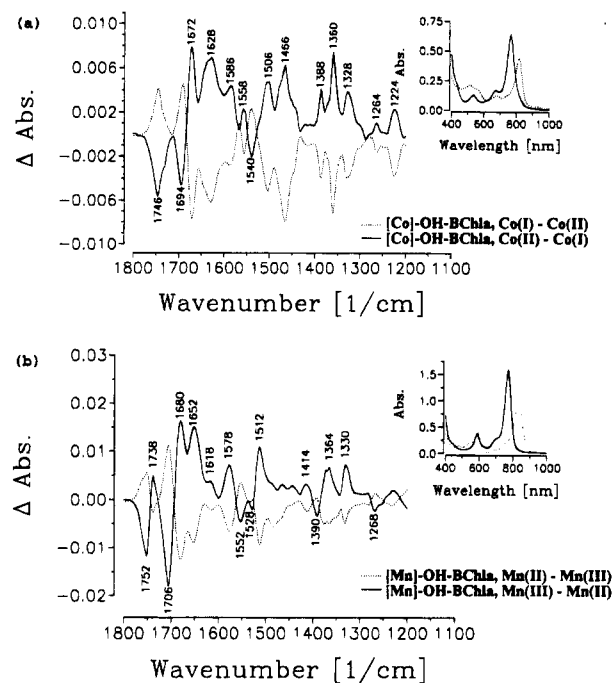 (a)
0.010
0.006
0.002
−0.002
−0.006
−0.010
Δ Abs.
1672
1628
1586
1558
1506
1466
1388
1360
1328
1264
1224
1746
1694
1540
1800 1700 1600 1500 1400 1300 1200 1100
Wavenumber [1/cm]
0.75
0.50
0.25
0.00
Abs.
400 600 800 1000
Wavelength [nm]
[Co]-OH-BChla, Co(I) - Co(II)
[Co]-OH-BChla, Co(II) - Co(I)
(b)
0.03
0.02
0.01
0.00
−0.01
−0.02
Δ Abs.
1738
1680
1652
1618
1578
1512
1414
1364
1330
1752
1706
1552
1528
1390
1268
1800 1700 1600 1500 1400 1300 1200 1100
Wavenumber [1/cm]
1.5
1.0
0.5
0.0
Abs.
400 600 800 1000
Wavelength [nm]
[Mn]-OH-BChla, Mn(II) - Mn(III)
[Mn]-OH-BChla, Mn(III) - Mn(II)